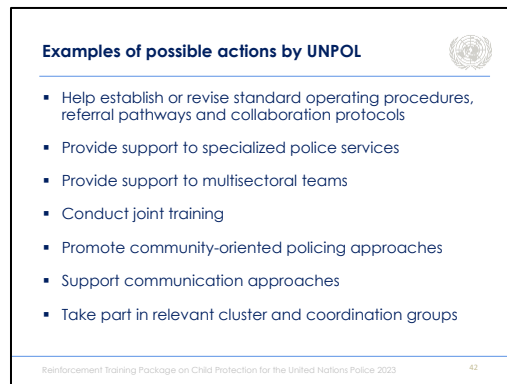 Examples of possible actions by UNPOL
▪ Help establish or revise standard operating procedures,
referral pathways and collaboration protocols
▪ Provide support to specialized police services
▪ Provide support to multisectoral teams
▪ Conduct joint training
▪ Promote community-oriented policing approaches
▪ Support communication approaches
▪ Take part in relevant cluster and coordination groups
Reinforcement Training Package on Child Protection for the United Nations Police 2023
42